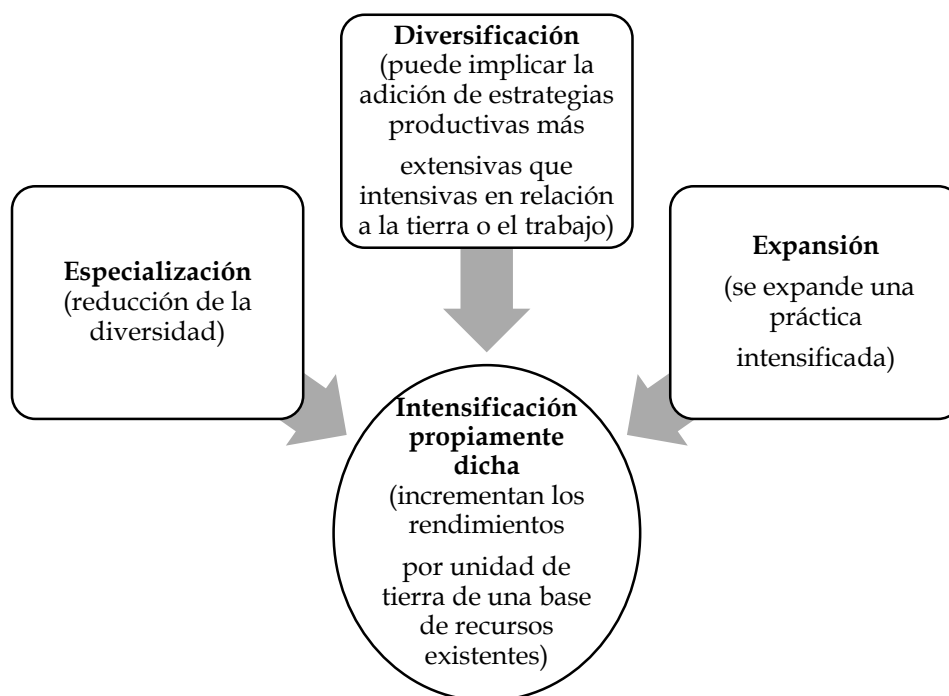 Diversificación
(puede implicar la
adición de estrategias
productivas más
extensivas que
intensivas en relación
a la tierra o el trabajo)
Especialización
(reducción de la
diversidad)
Expansión
(se expande una
práctica
intensificada)
Intensificación
propiamente
dicha
(incrementan los
rendimientos
por unidad de
tierra de una base
de recursos
existentes)